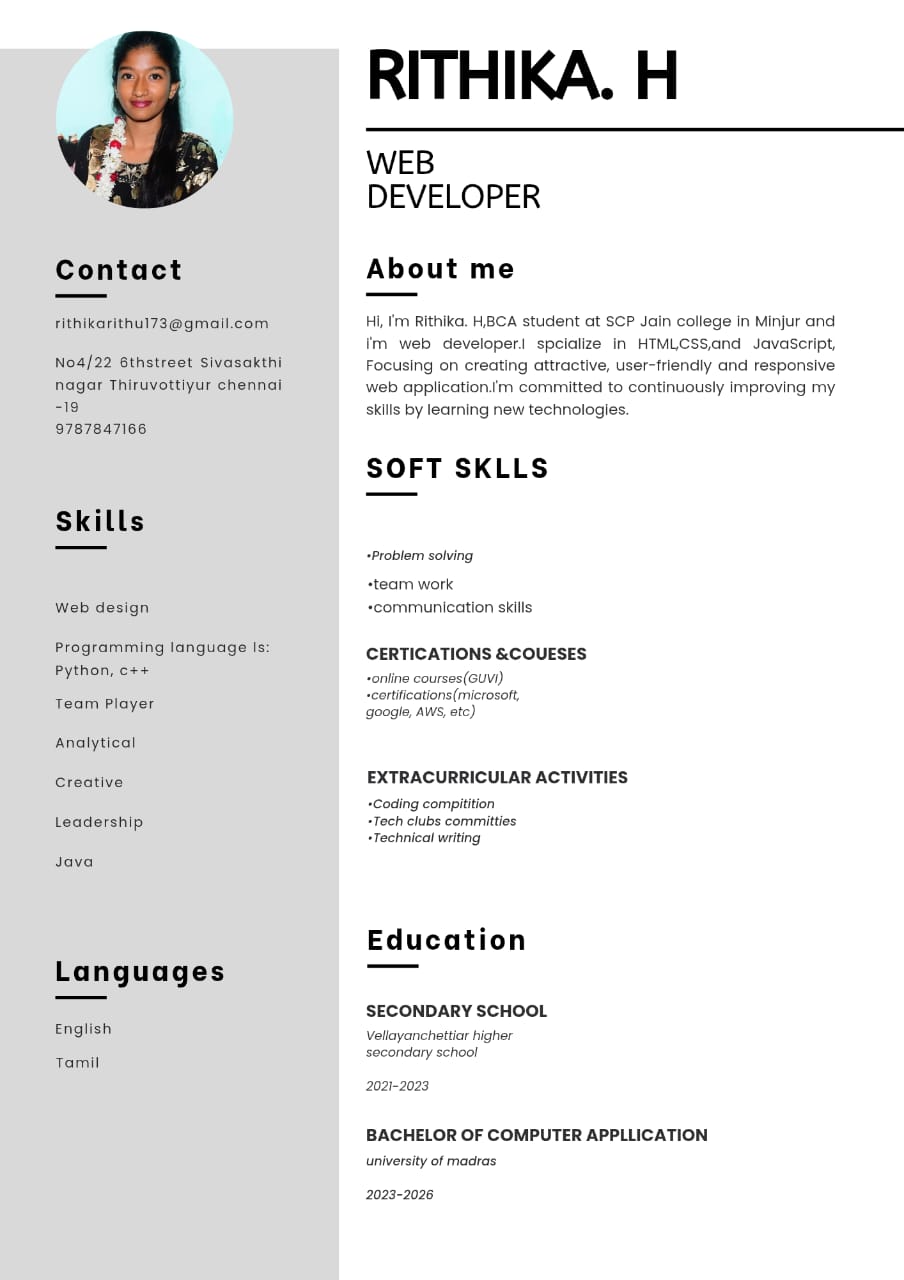 RITHIKA. H
WEB
DEVELOPER
Contact
rithikarithu173@gmail.com
No4/22 6thstreet Sivasakthi
nagar Thiruvottiyur chennai
-19
9787847166
Skills
Web design
Programming language ls:
Python, c++
Team Player
Analytical
Creative
Leadership
Java
Languages
English
Tamil
About me
Hi, I'm Rithika. H,BCA student at SCP Jain college in Minjur and
i'm web developer.I spcialize in HTML,CSS,and JavaScript,
Focusing on creating attractive, user-friendly and responsive
web application.I'm committed to continuously improving my
skills by learning new technologies.
SOFT SKLLS
•Problem solving
•team work
•communication skills
CERTICATIONS &COUESES
•online courses(GUVI)
•certifications(microsoft,
google, AWS, etc)
EXTRACURRICULAR ACTIVITIES
•Coding compitition
•Tech clubs committies
•Technical writing
Education
SECONDARY SCHOOL
Vellayanchettiar higher
secondary school
2021-2023
BACHELOR OF COMPUTER APPLLICATION
university of madras
2023-2026